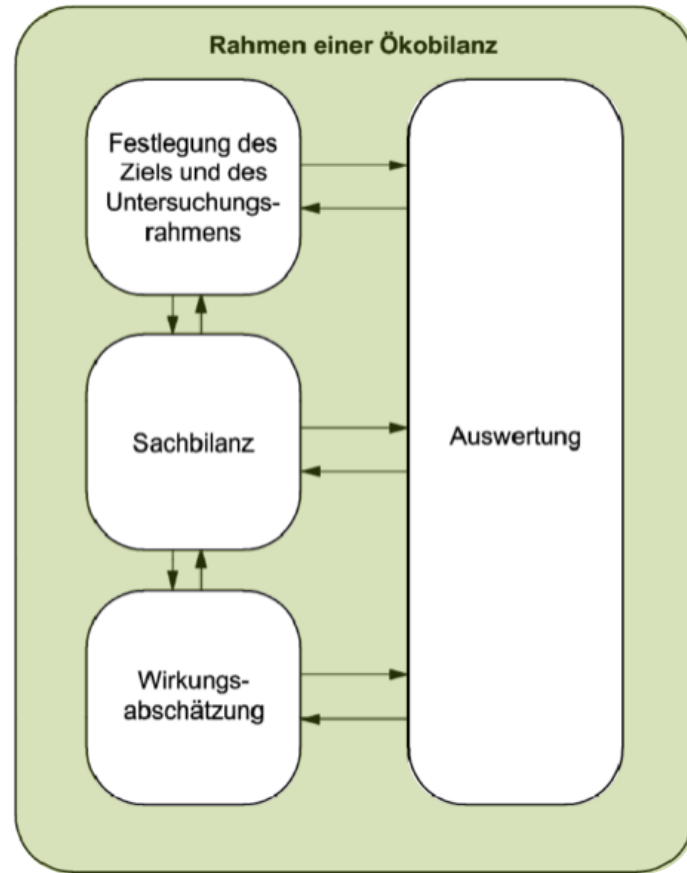 Rahmen einer Ökobilanz
Festlegung des
Ziels und des
Untersuchungs-
rahmens
Sachbilanz
Wirkungs-
abschätzung
Auswertung